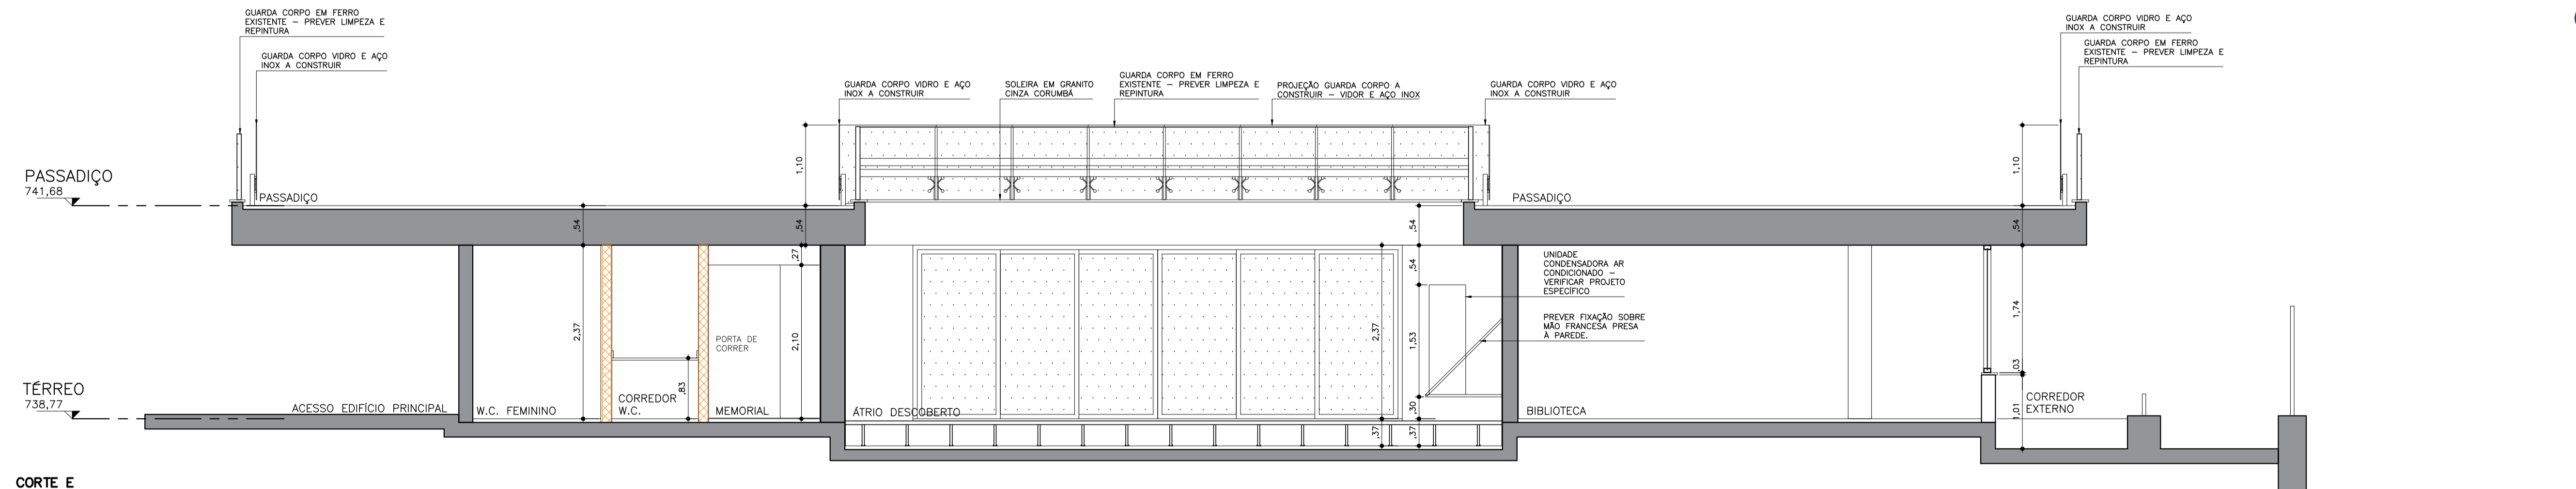 GUARDA CORPO EM FERRO
EXISTENTE – PREVER LIMPEZA E
REPINTURA
GUARDA CORPO VIDRO E AÇO
INOX A CONSTRUIR
GUARDA CORPO VIDRO E AÇO
INOX A CONSTRUIR
SOLEIRA EM GRANITO
CINZA CORUMBÁ
GUARDA CORPO EM FERRO
EXISTENTE – PREVER LIMPEZA E
REPINTURA
PROJEÇÃO GUARDA CORPO A
CONSTRUIR – VIDOR E AÇO INOX
GUARDA CORPO VIDRO E AÇO
INOX A CONSTRUIR
GUARDA CORPO VIDRO E AÇO
INOX A CONSTRUIR
GUARDA CORPO EM FERRO
EXISTENTE – PREVER LIMPEZA E
REPINTURA
PASSADIÇO
741,68
PASSADIÇO
1,10
PASSADIÇO
1,10
,54
,54
,54
,54
,27
2,37
2,10
,83
PORTA DE
CORRER
2,37
,54
1,53
,30
,37
,37
UNIDADE
CONDENSADORA AR
CONDICIONADO –
VERIFICAR PROJETO
ESPECÍFICO
PREVER FIXAÇÃO SOBRE
MÃO FRANCESA PRESA
À PAREDE.
1,74
,03
1,01
TÉRREO
738,77
ACESSO EDIFÍCIO PRINCIPAL
W.C. FEMININO
CORREDOR
W.C.
MEMORIAL
ÁTRIO DESCOBERTO
BIBLIOTECA
CORREDOR
EXTERNO
CORTE E